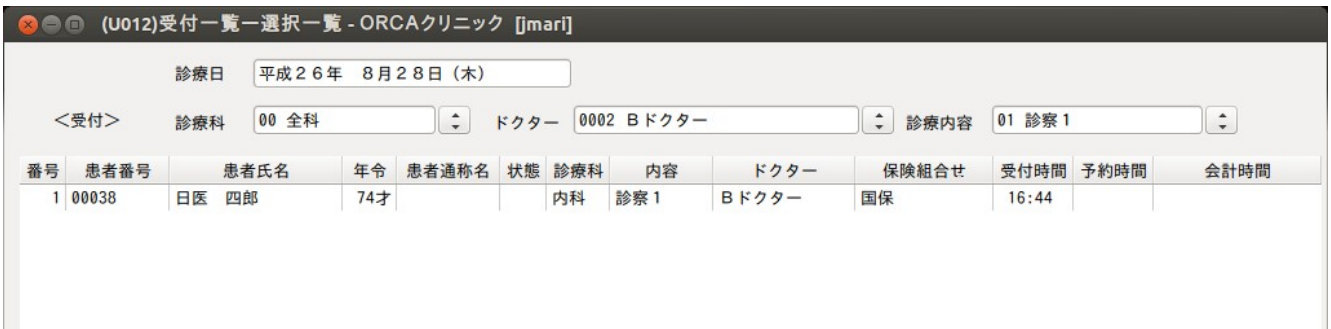 (U012)受付一覧ー選択一覧 - ORCAクリニック [jmari]
診療日 平成26年 8月28日(木)
<受付> 診療科 00 全科 ドクター 0002 Bドクター 診療内容 01 診察1
番号 患者番号 患者氏名 年令 患者通称名 状態 診療科 内容 ドクター 保険組合せ 受付時間 予約時間 会計時間
1 00038 日医 四郎 74才 内科 診察1 Bドクター 国保 16:44